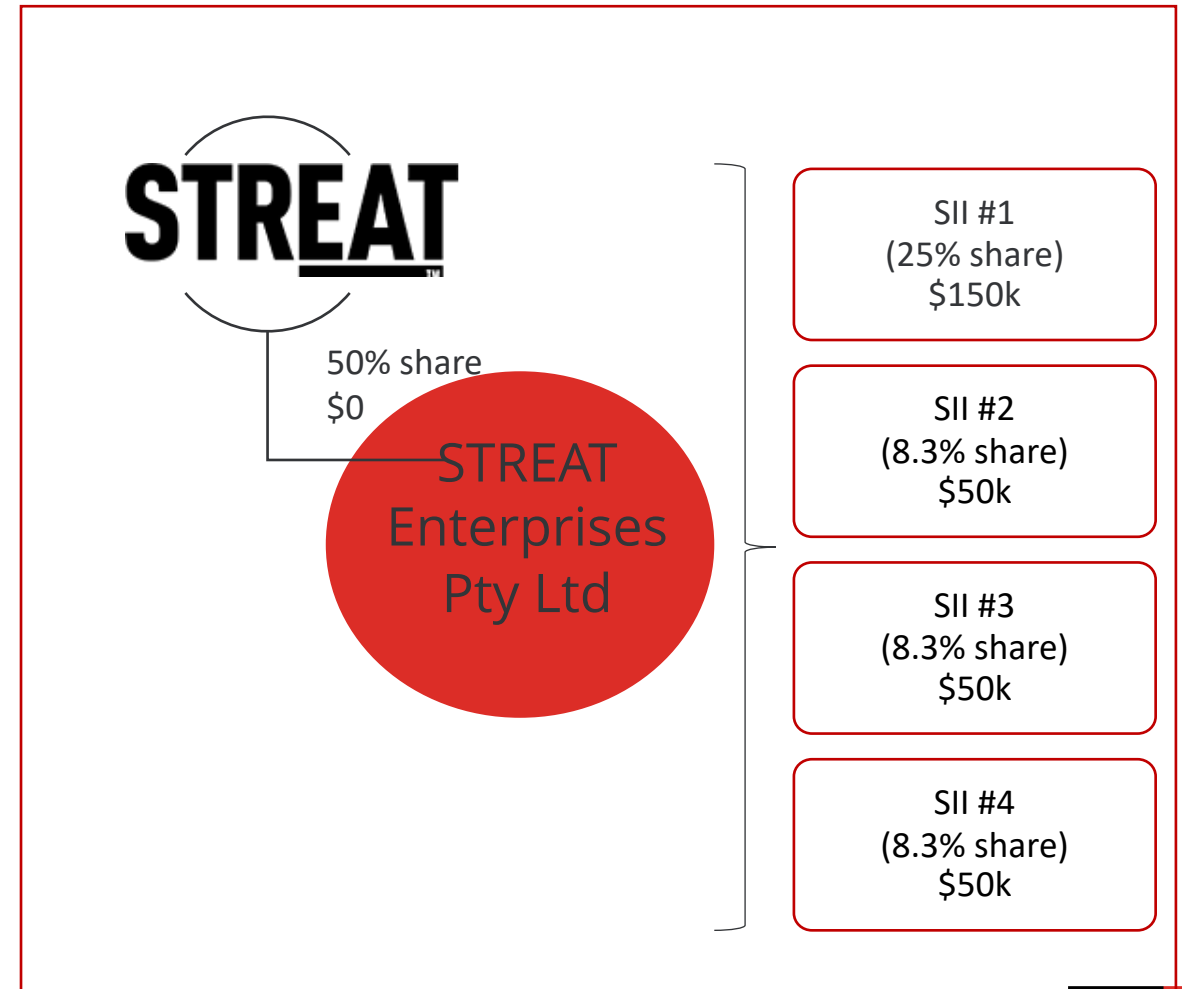 STREAT
TM
50% share
$0
STREAT
Enterprises
Pty Ltd
SII #1
(25% share)
$150k
SII #2
(8.3% share)
$50k
SII #3
(8.3% share)
$50k
SII #4
(8.3% share)
$50k